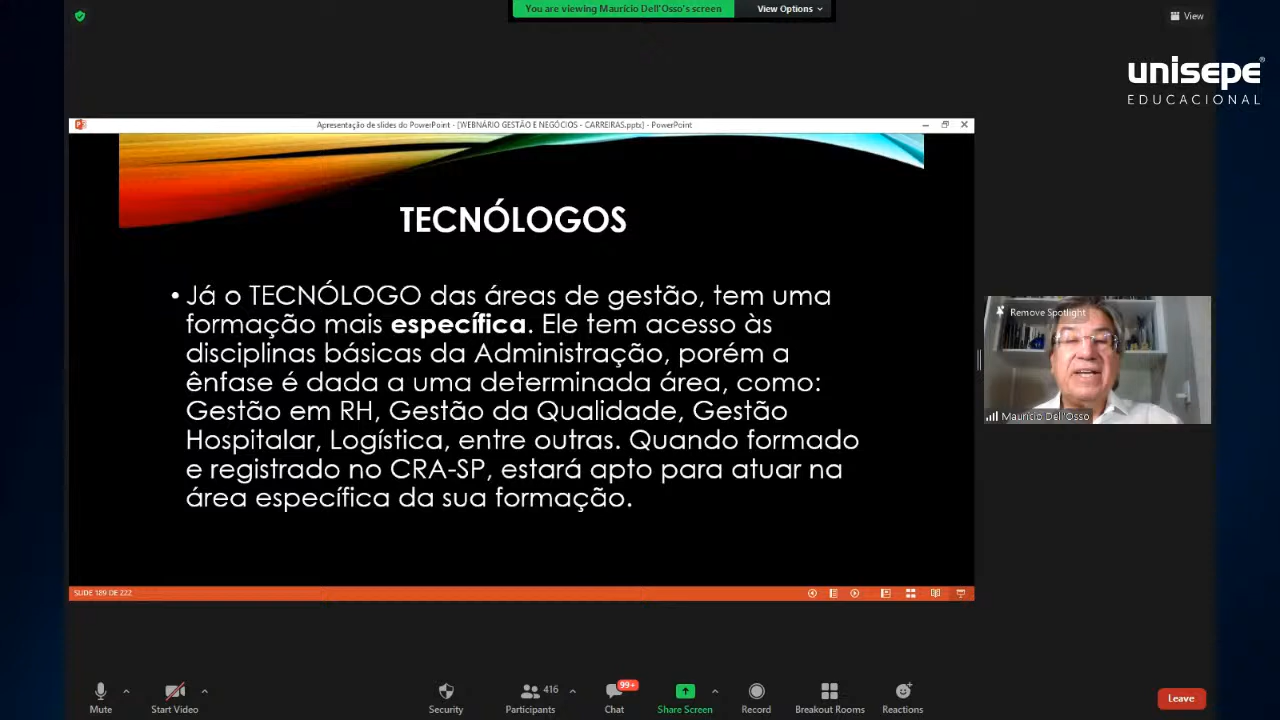 You are viewing Mauricio Dell'Osso's screen
View Options
View
unisepe
EDUCACIONAL
Apresentação de slides do PowerPoint - [WEBNÁRIO GESTÃO E NEGÓCIOS - CARREIRAS.pptx] - PowerPoint
TECNÓLOGOS
• Já o TECNÓLOGO das áreas de gestão, tem uma
formação mais específica. Ele tem acesso às
disciplinas básicas da Administração, porém a
ênfase é dada a uma determinada área, como:
Gestão em RH, Gestão da Qualidade, Gestão
Hospitalar, Logística, entre outras. Quando formado
e registrado no CRA-SP, estará apto para atuar na
área específica da sua formação.
Remove Spotlight
Mauricio Dell'Osso
SLIDE 189 DE 222
Mute
Start Video
Security
416
Participants
99+
Chat
Share Screen
Record
Breakout Rooms
Reactions
Leave